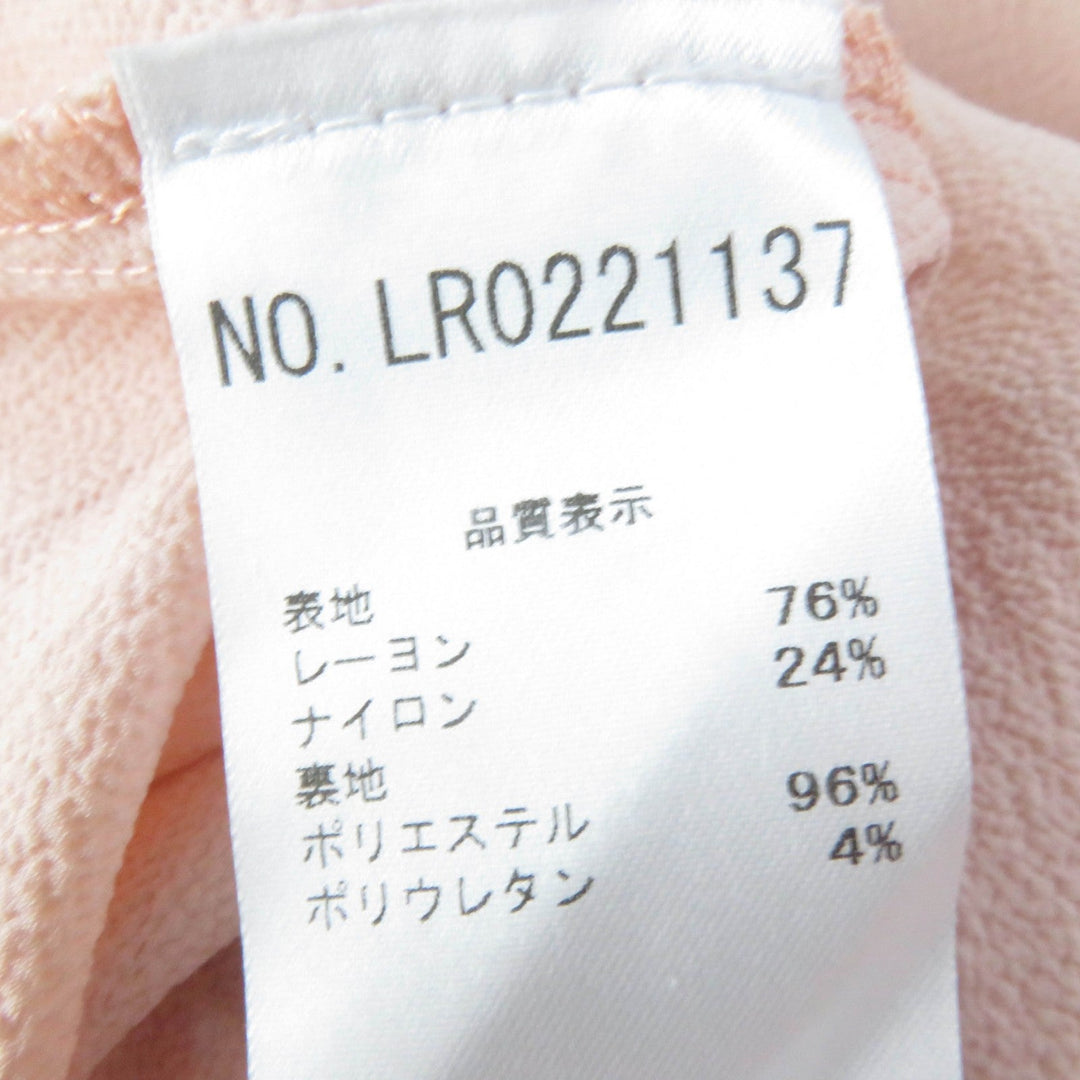 NO. LR0221137
品質表示
表地
レーヨン 76%
ナイロン 24%
裏地
ポリエステル 96%
ポリウレタン 4%